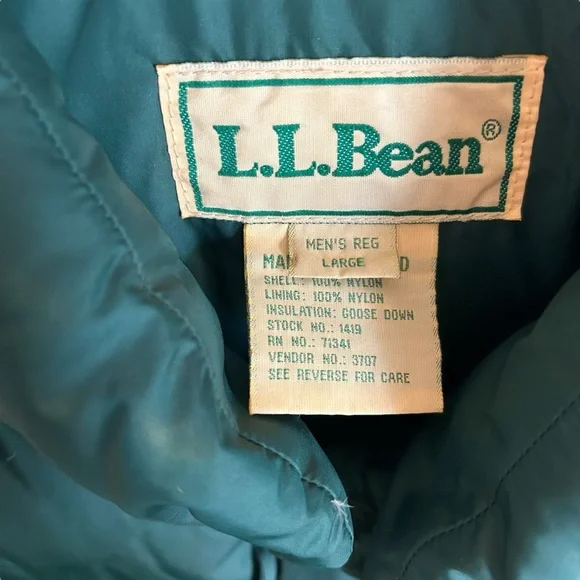 L.L.Bean®
MEN'S REG
LARGE
SHELL: 100% NYLON
LINING: 100% NYLON
INSULATION: GOOSE DOWN
STOCK NO.: 1419
RN NO.: 71341
VENDOR NO.: 3707
SEE REVERSE FOR CARE